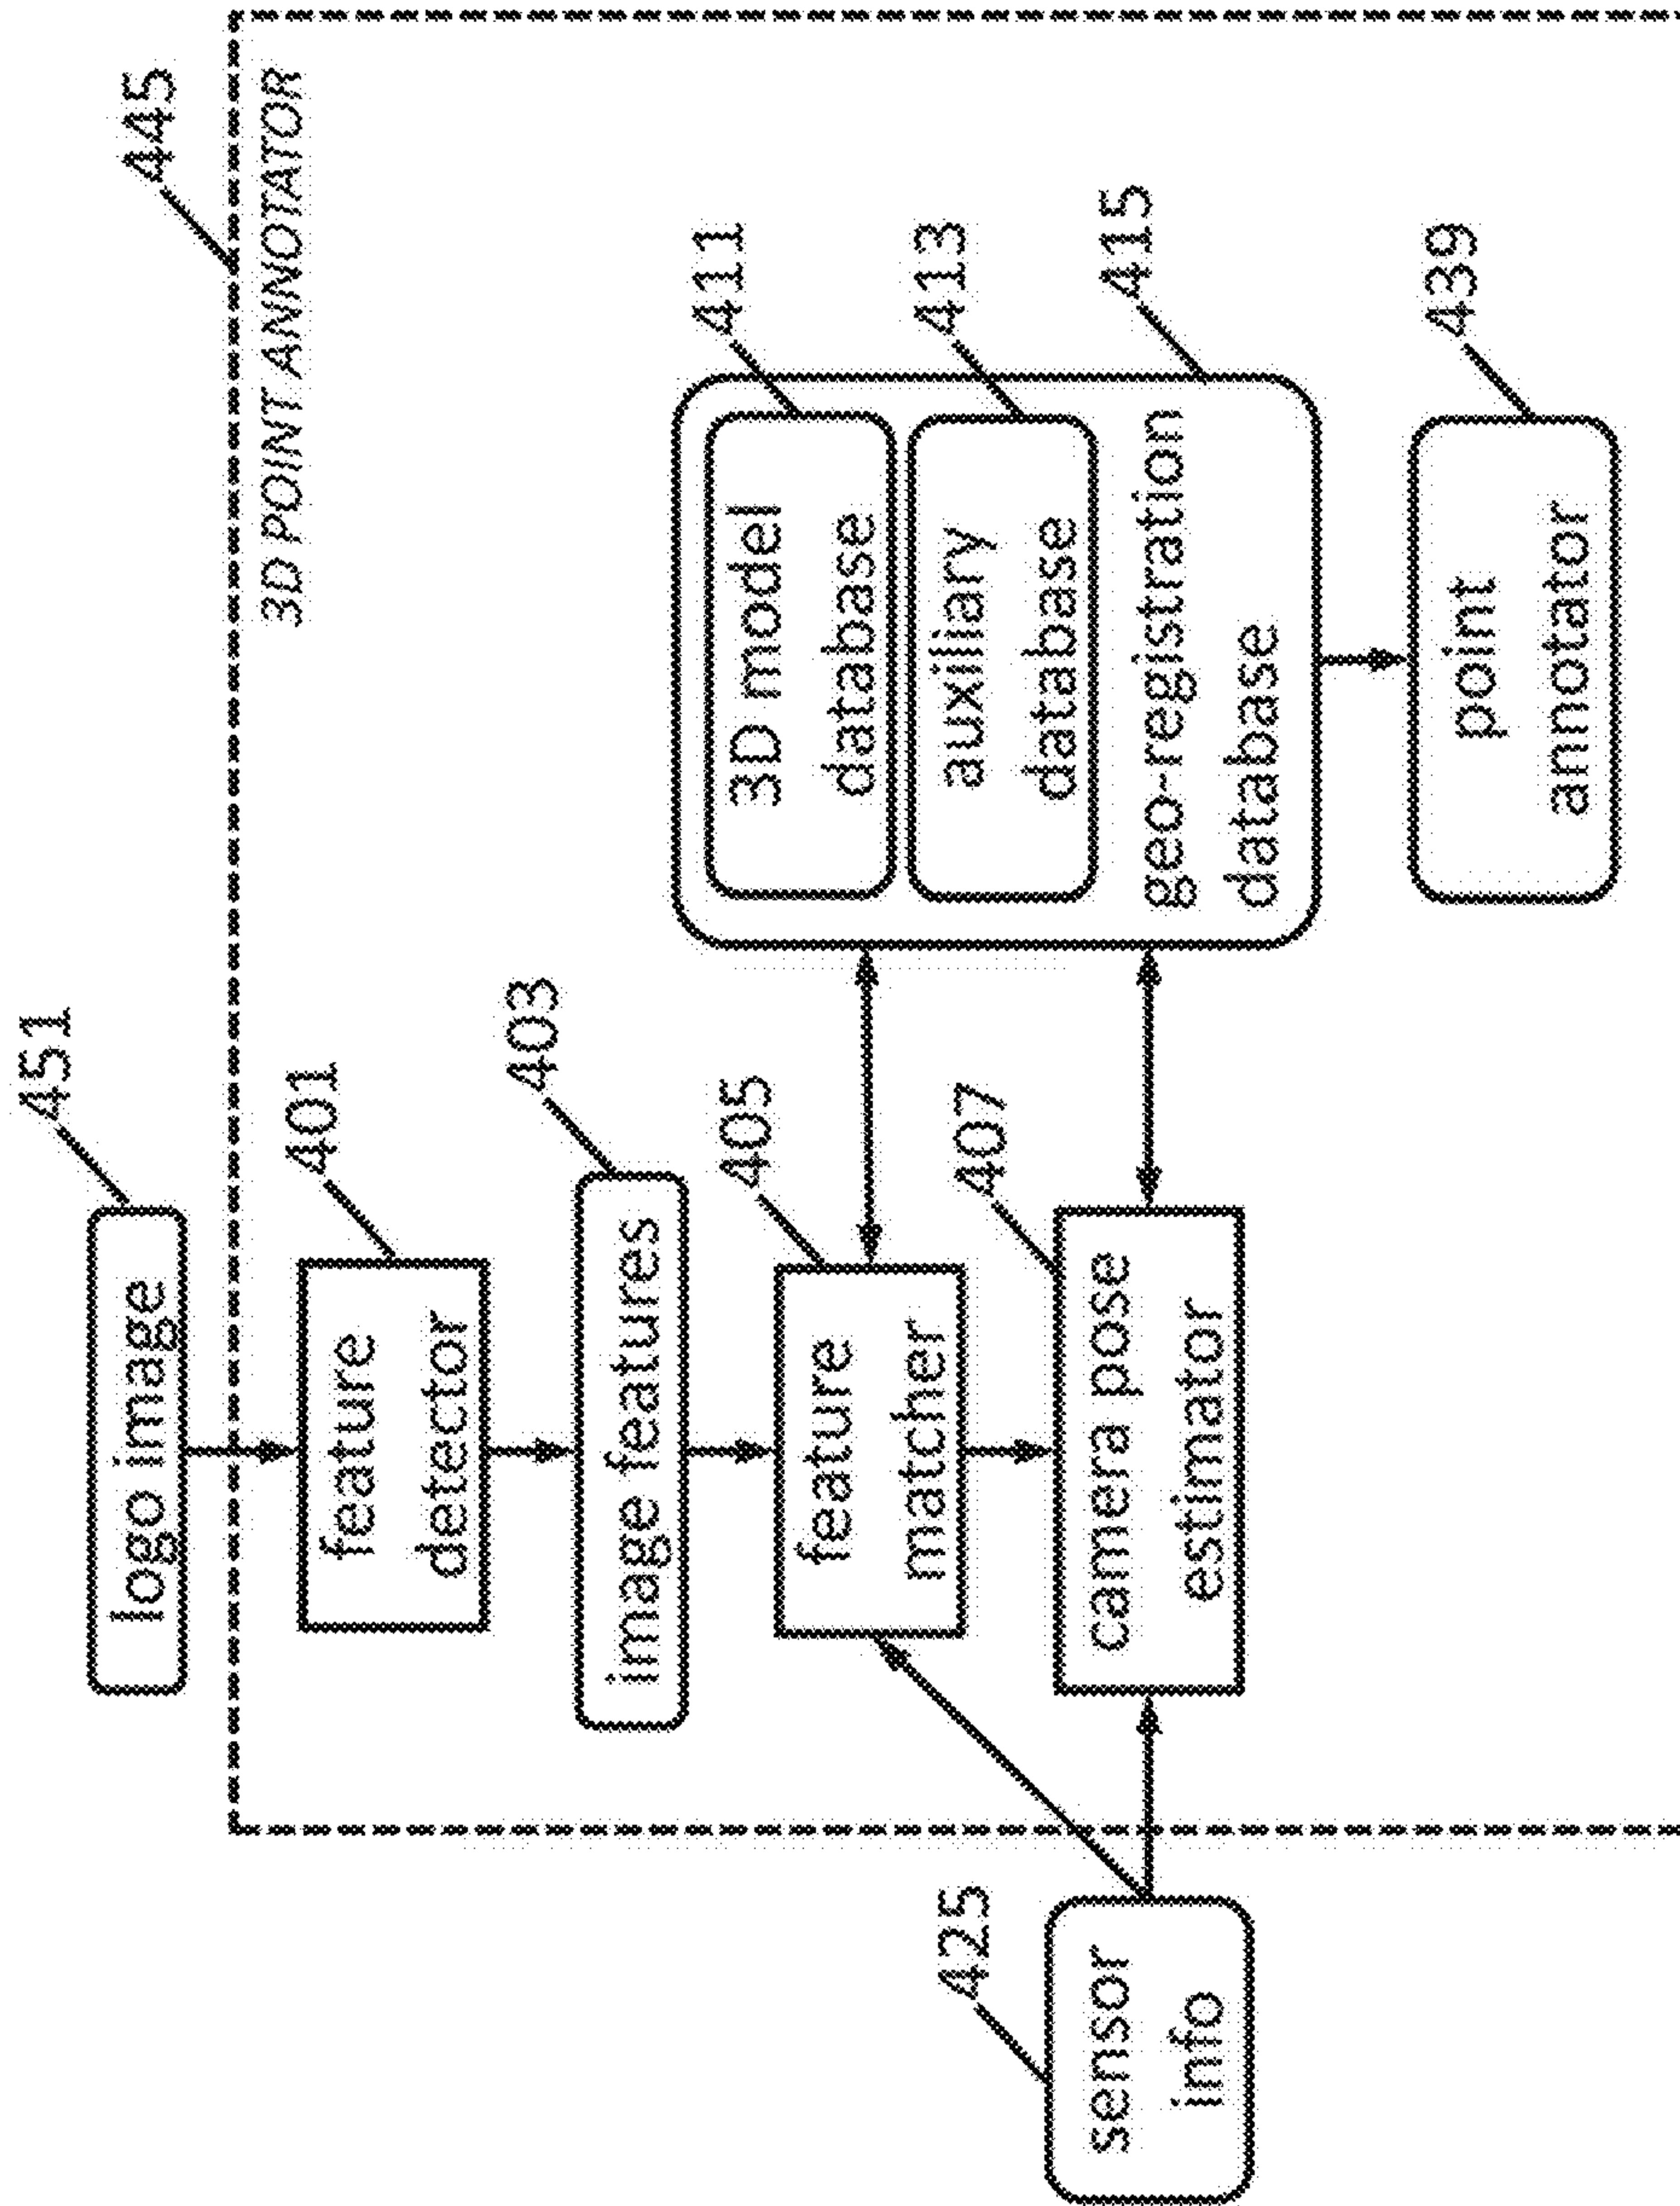 451
logo image
445
3D POINT ANNOTATOR
401
feature
detector
403
image features
405
feature
matcher
407
camera pose
estimator
425
sensor
info
411
3D model
database
413
auxiliary
database
415
geo-registration
database
439
point
annotator